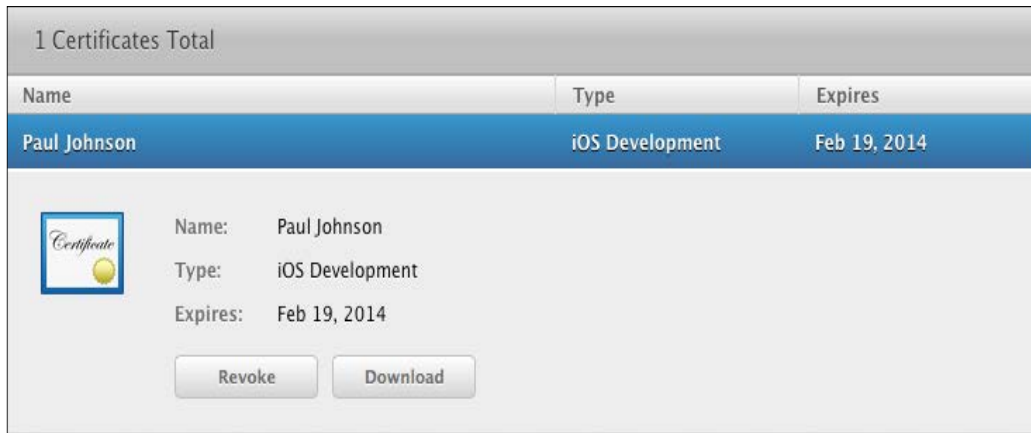 1 Certificates Total
Name Type Expires
Paul Johnson iOS Development Feb 19, 2014
Certificate
Name: Paul Johnson
Type: iOS Development
Expires: Feb 19, 2014
Revoke Download